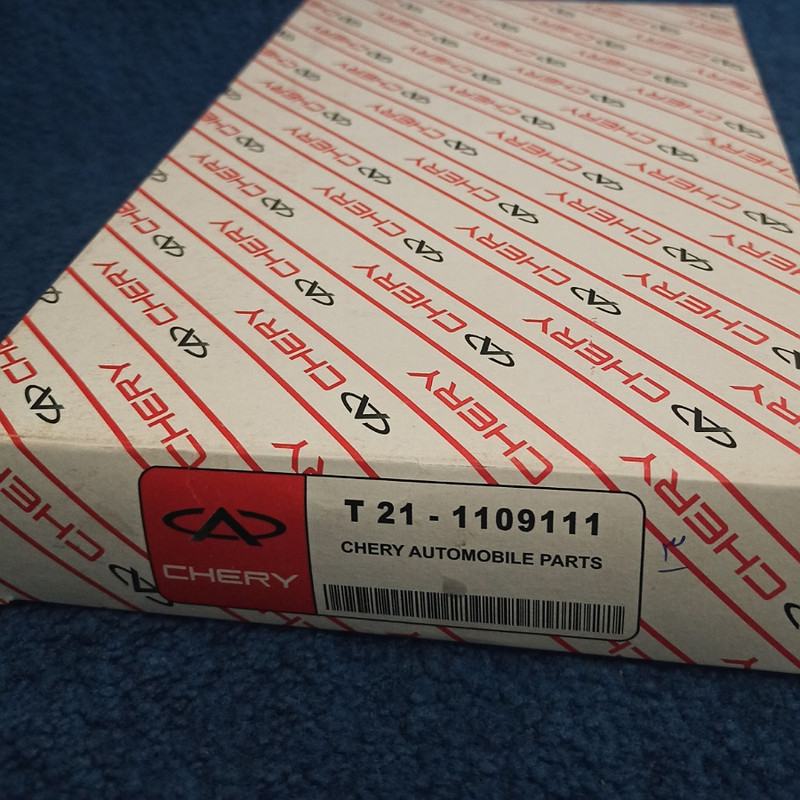 CHERY
T 21 - 1109111
CHERY AUTOMOBILE PARTS